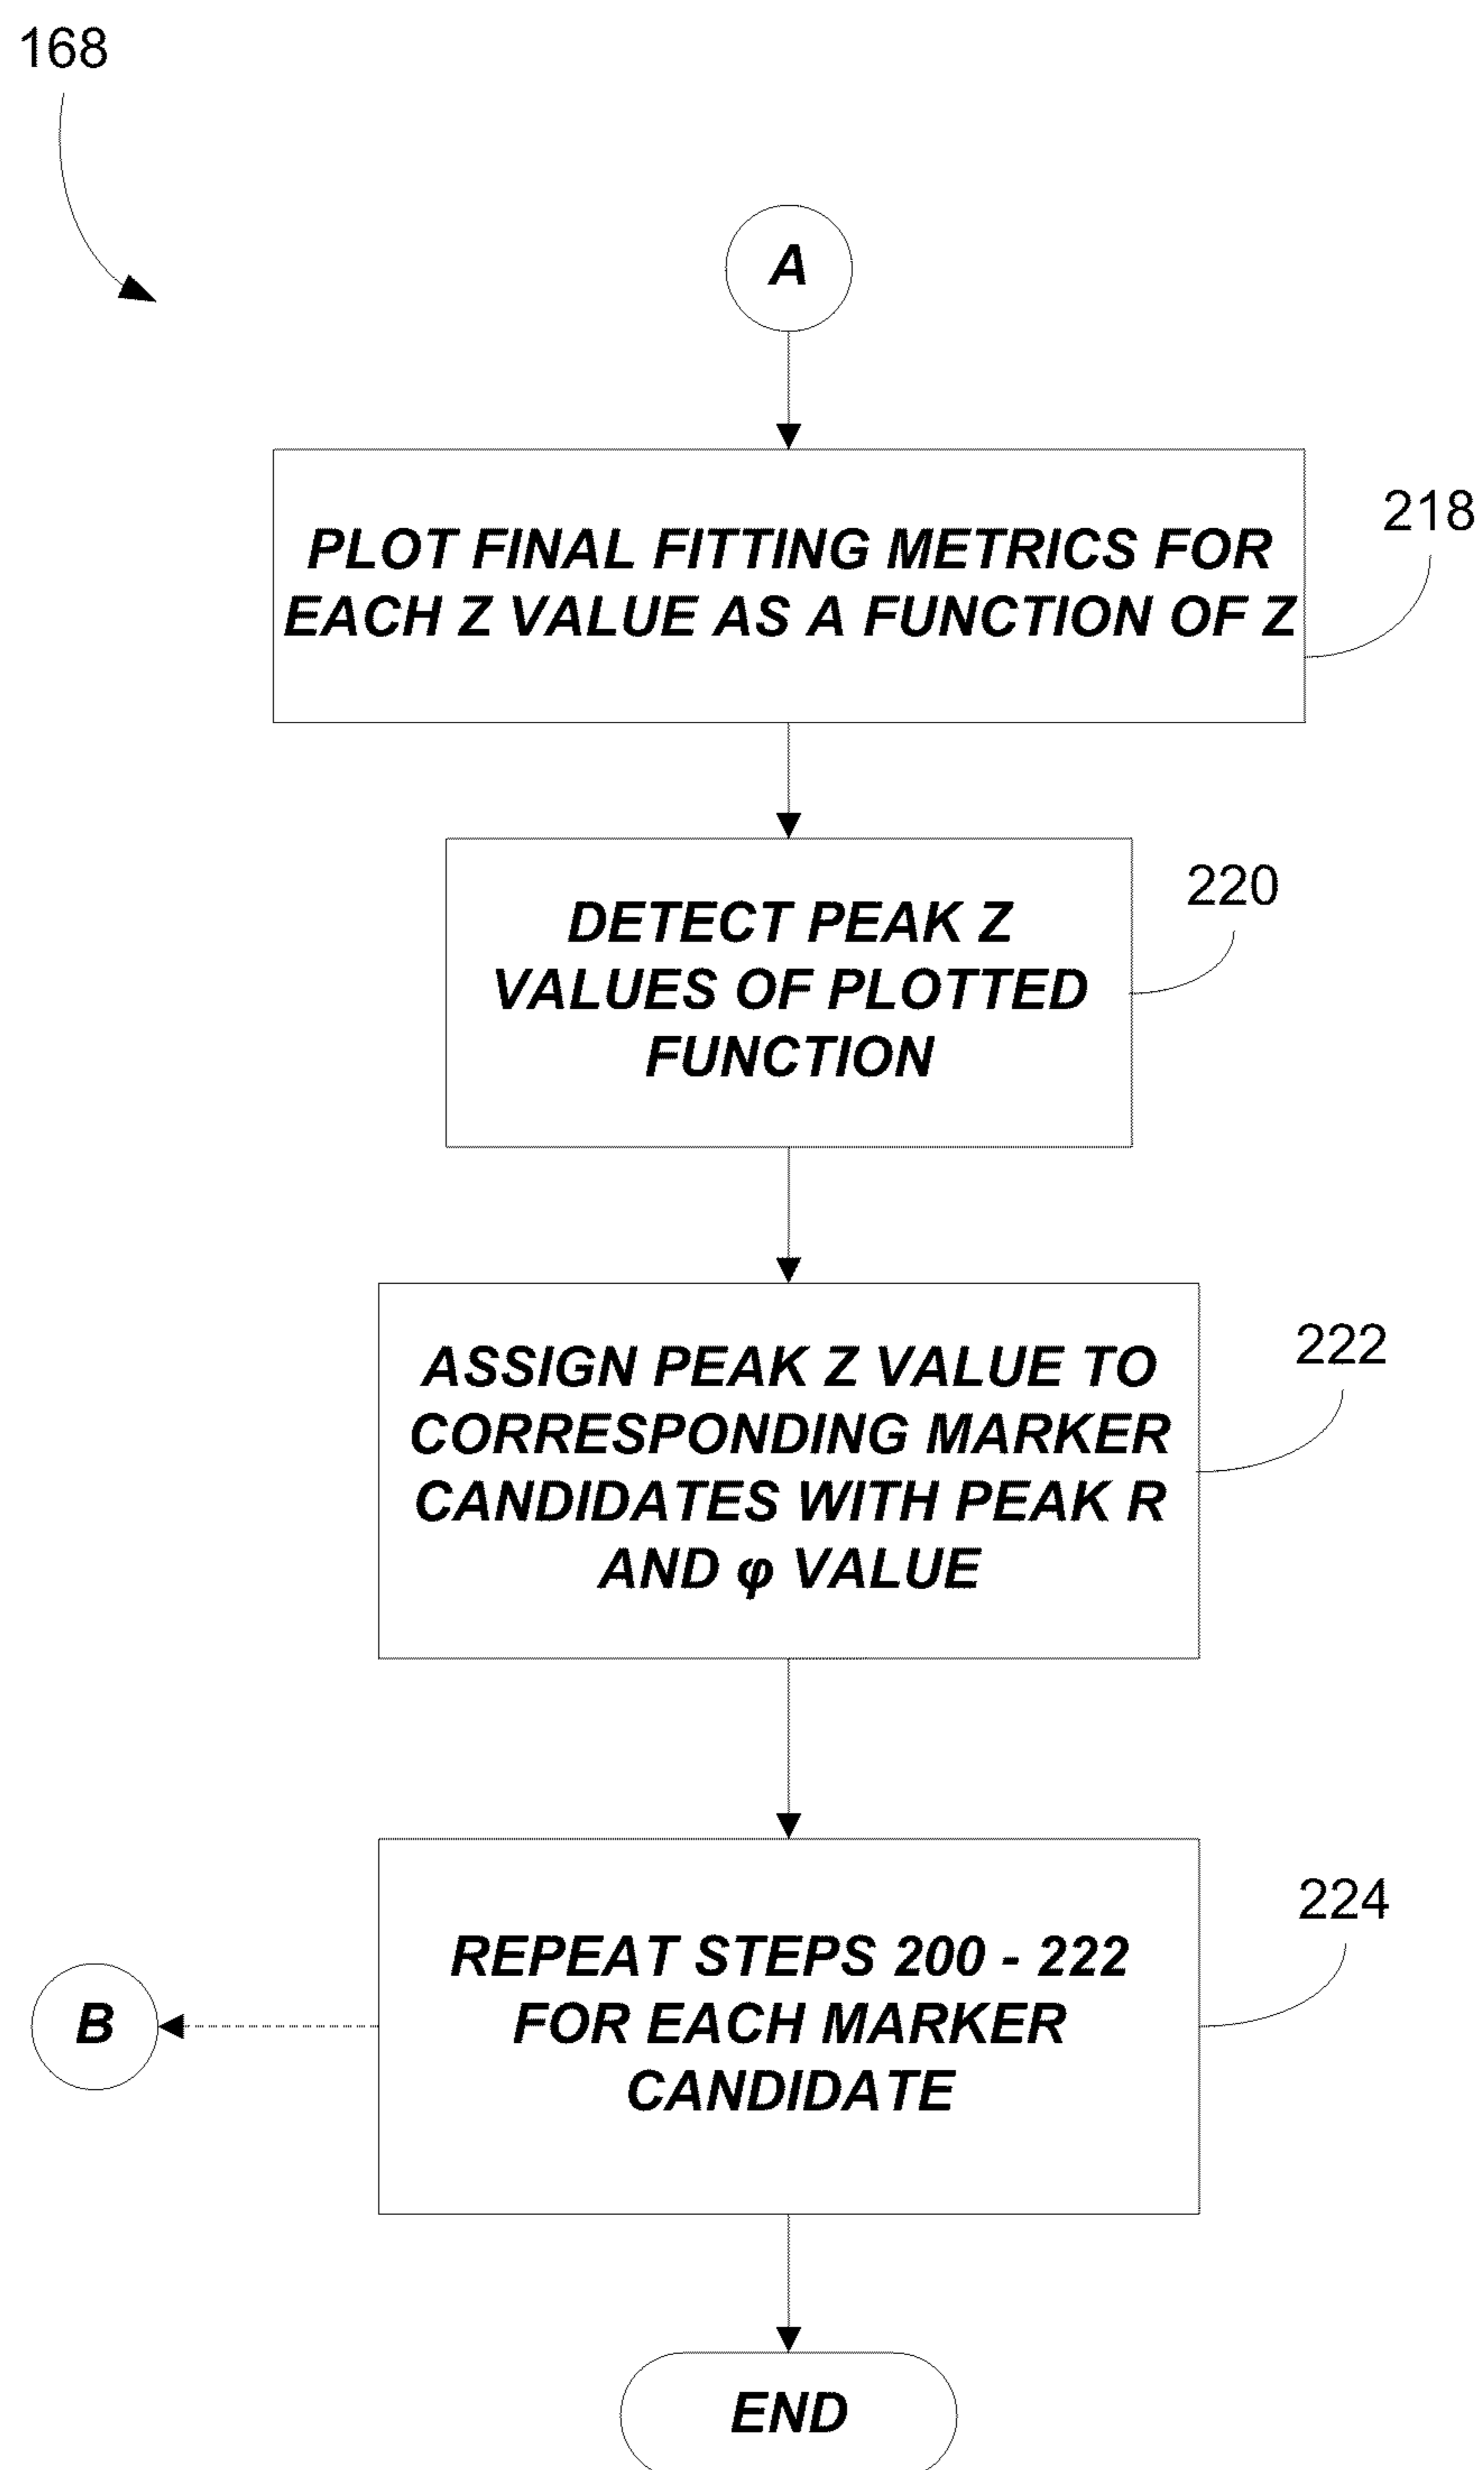 168
A
PLOT FINAL FITTING METRICS FOR
EACH Z VALUE AS A FUNCTION OF Z
218
DETECT PEAK Z
VALUES OF PLOTTED
FUNCTION
220
ASSIGN PEAK Z VALUE TO
CORRESPONDING MARKER
CANDIDATES WITH PEAK R
AND φ VALUE
222
REPEAT STEPS 200 - 222
FOR EACH MARKER
CANDIDATE
224
B
END